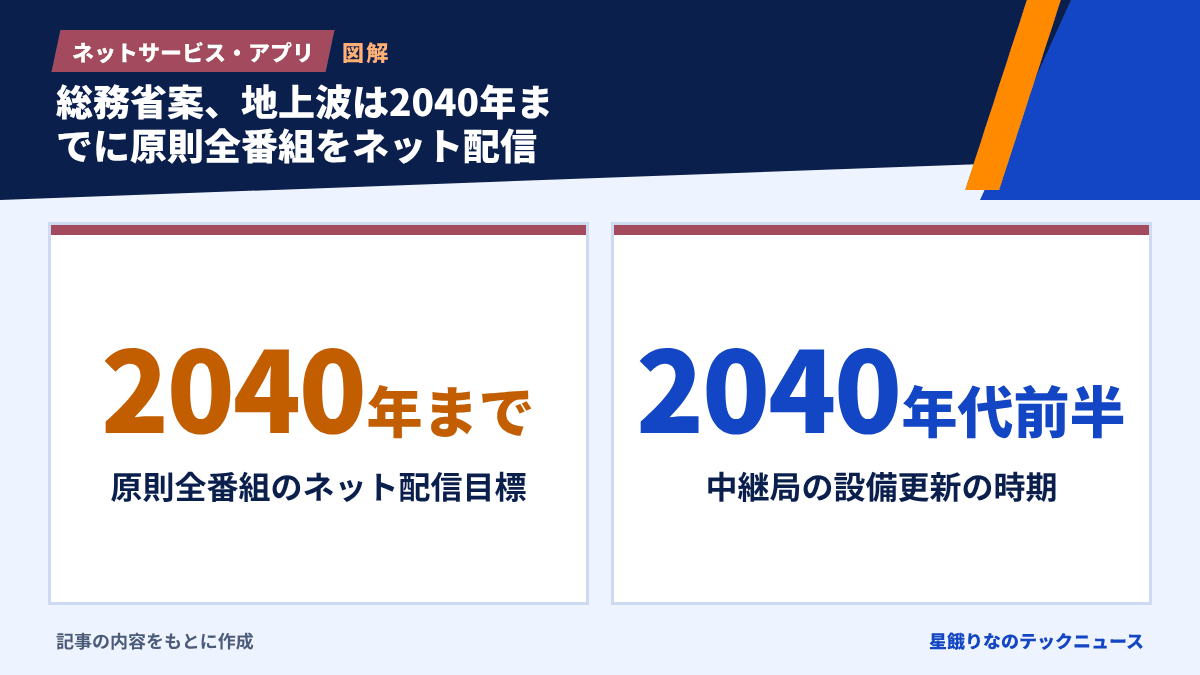 ネットサービス・アプリ 図解
総務省案、地上波は2040年ま
でに原則全番組をネット配信
2040年まで
原則全番組のネット配信目標
2040年代前半
中継局の設備更新の時期
記事の内容をもとに作成
星餓りなのテックニュース